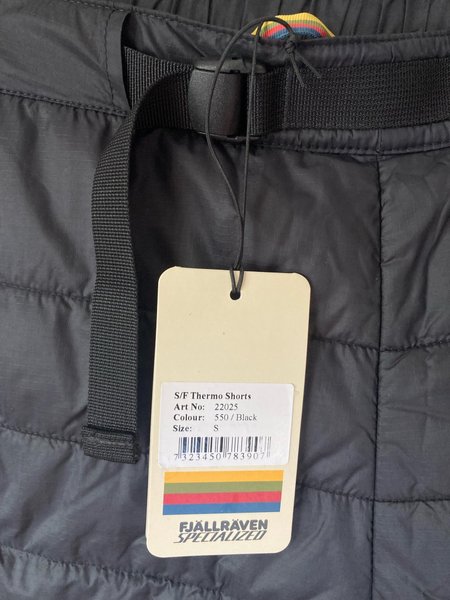 S/F Thermo Shorts
Art No: 22025
Colour: 550 / Black
Size: S
7323450783907
FJÄLLRÄVEN
SPECIALIZED